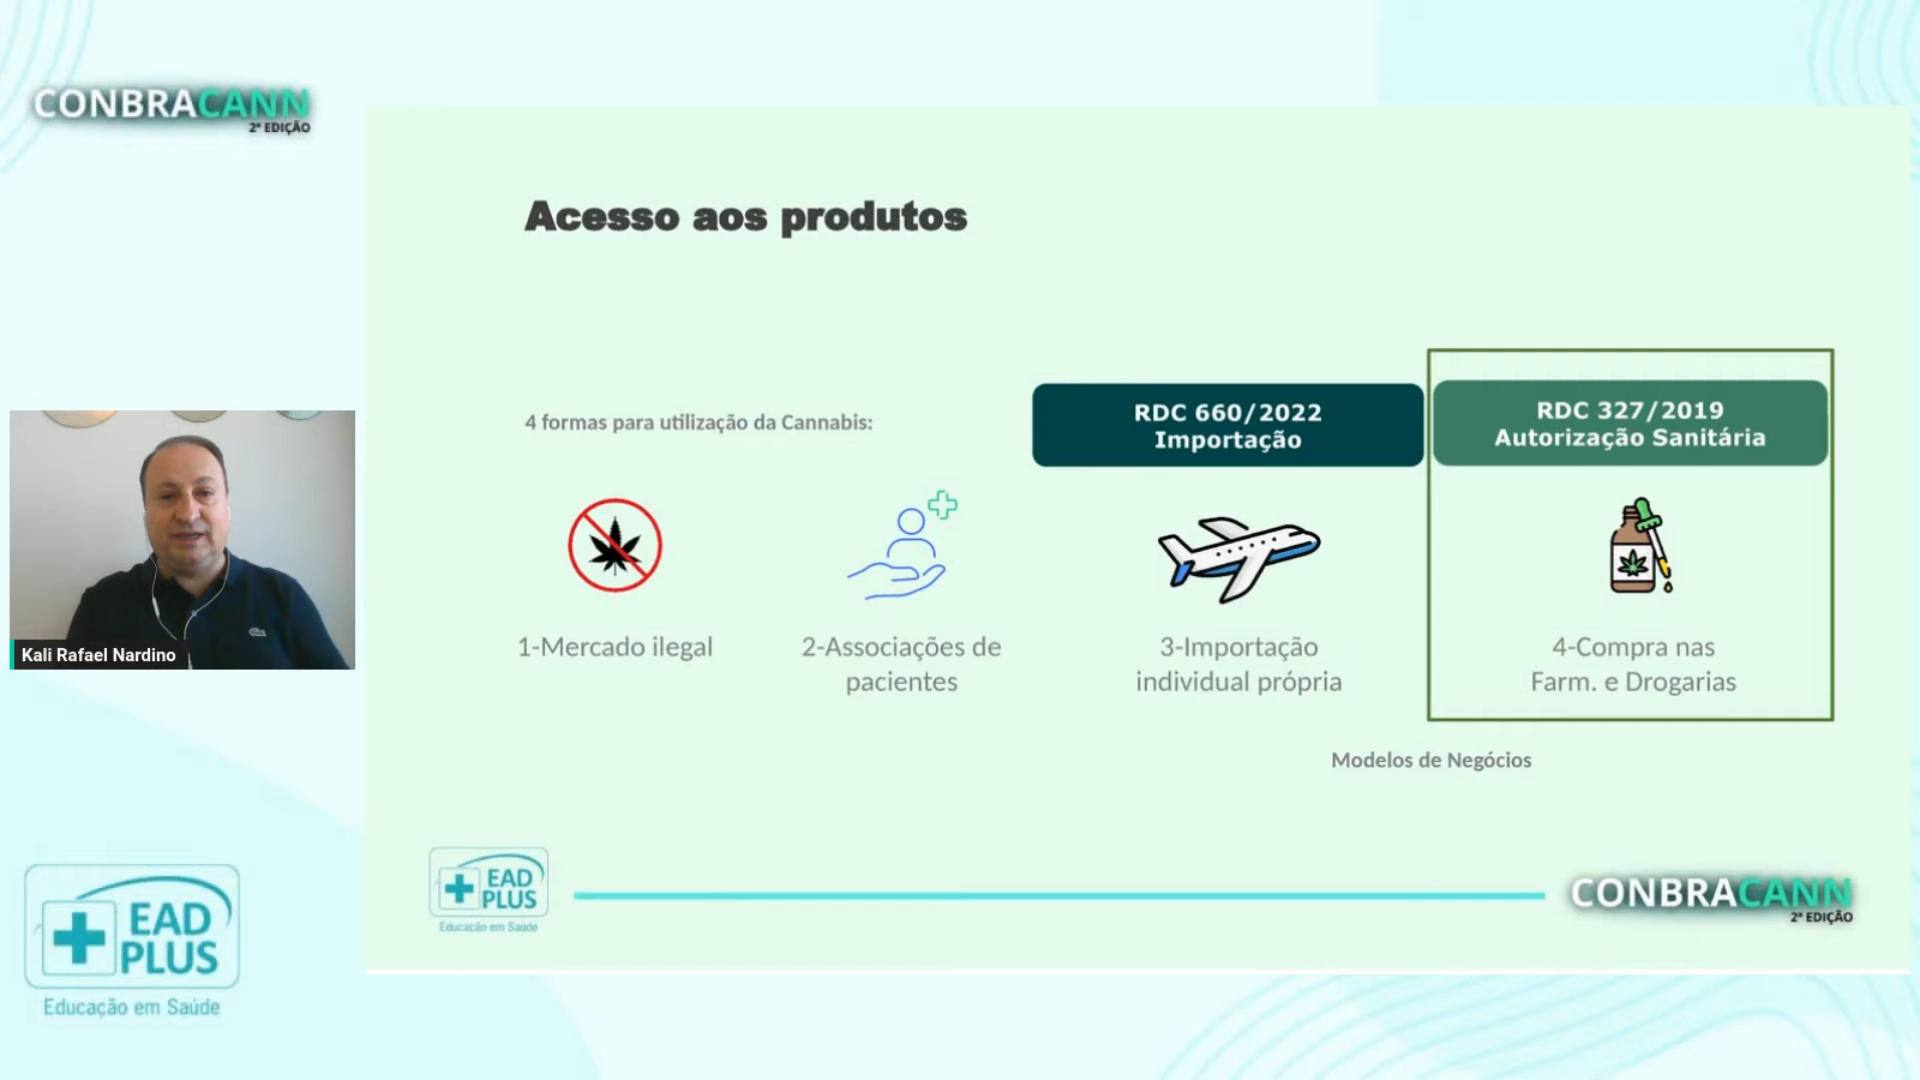 CONBRACANN
2ª EDIÇÃO
Acesso aos produtos
4 formas para utilização da Cannabis:
RDC 660/2022
Importação
RDC 327/2019
Autorização Sanitária
1-Mercado ilegal
2-Associações de
pacientes
3-Importação
individual própria
4-Compra nas
Farm. e Drogarias
Modelos de Negócios
Kali Rafael Nardino
EAD
PLUS
Educação em Saúde
CONBRACANN
2ª EDIÇÃO
EAD
PLUS
Educação em Saúde